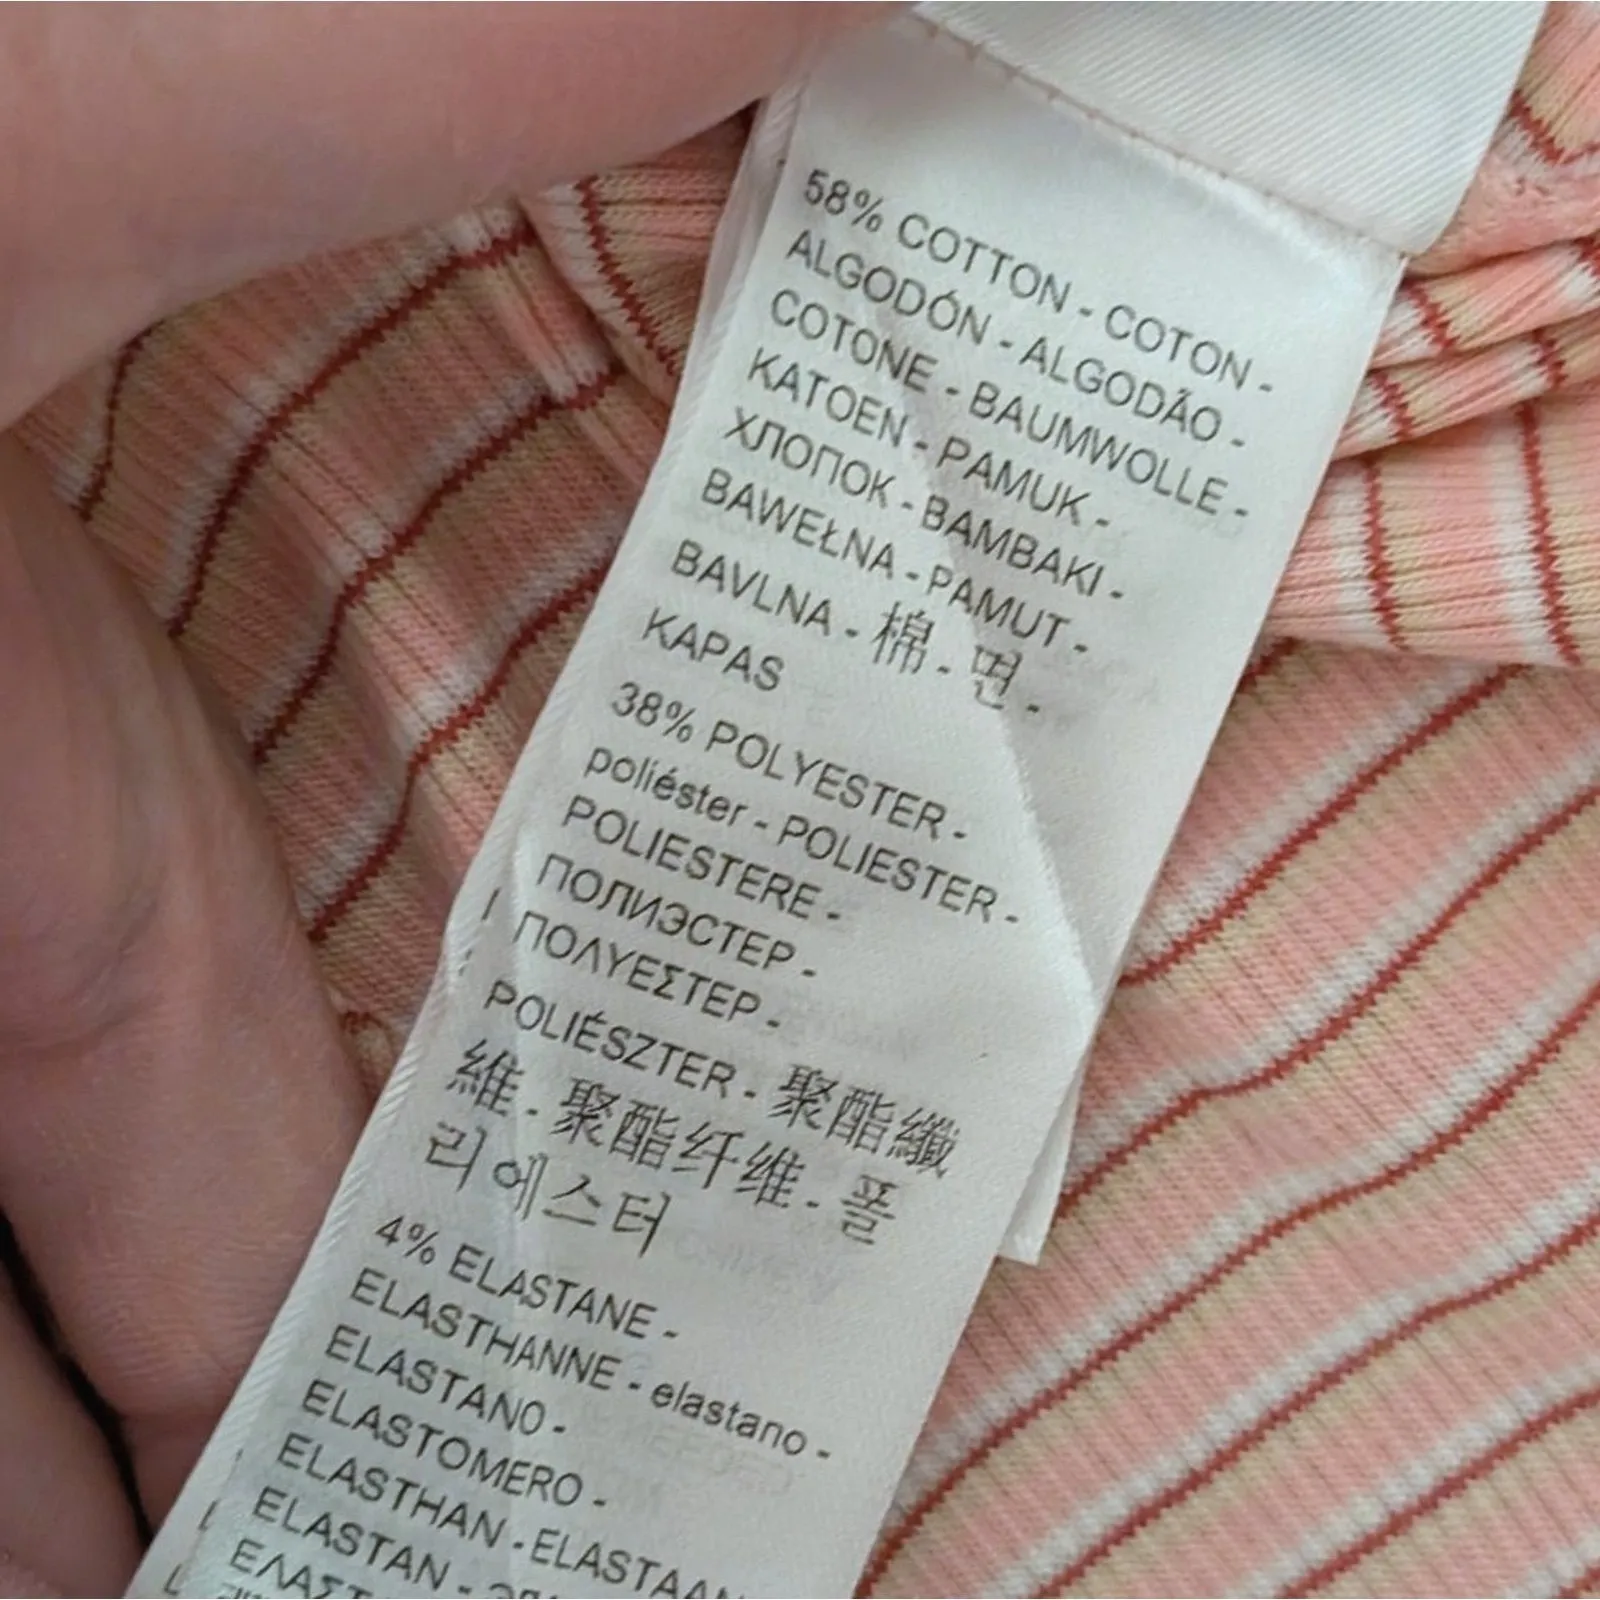 58% COTTON - COTON -
ALGODÓN - ALGODÃO -
COTONE - BAUMWOLLE -
KATOEN - PAMUK -
ХЛОПОК - BAMBAKI -
BAWEŁNA - PAMUT -
BAVLNA - 棉 - 면 -
KAPAS
38% POLYESTER -
poliéster - POLIESTER -
POLIESTERE -
ПОЛИЭСТЕР -
ΠΟΛΥΕΣΤΕΡ -
POLIÉSZTER - 聚酯纖
維 - 聚酯纤维 - 폴
리에스터
4% ELASTANE -
ELASTHANNE - elastano -
ELASTANO -
ELASTOMERO -
ELASTHAN - ELASTAAN
ELASTAN -